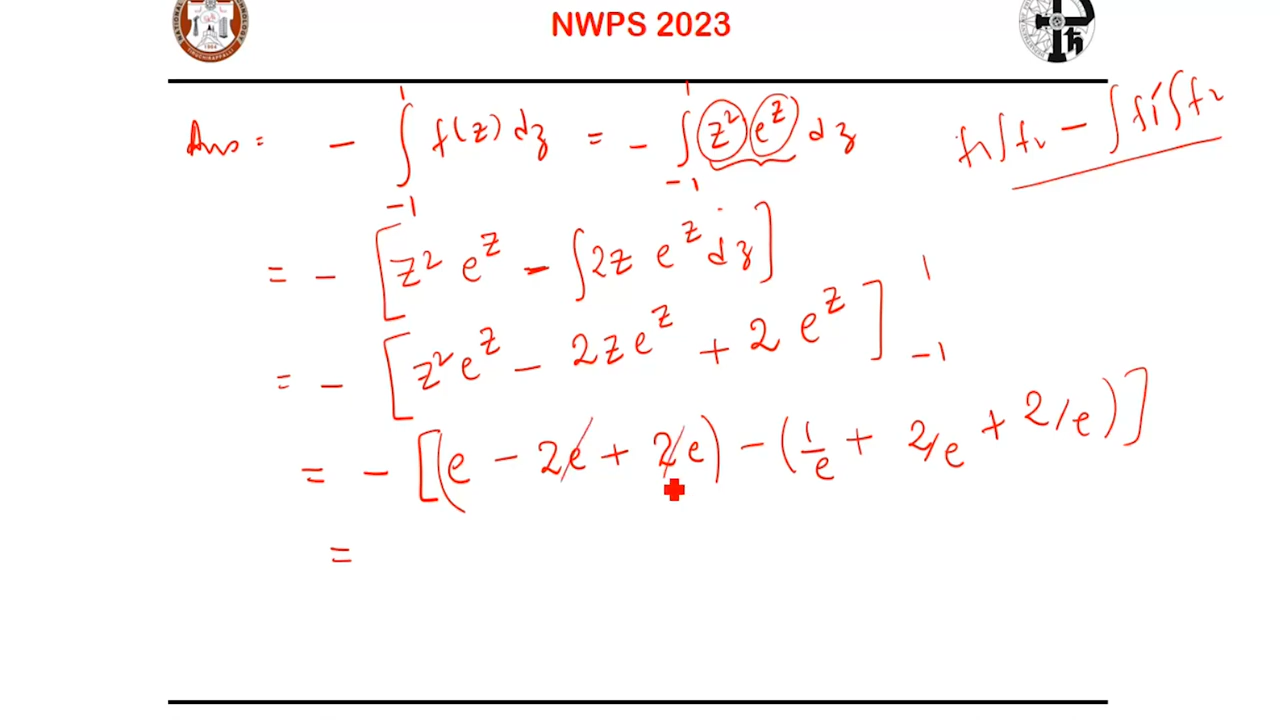 NWPS 2023
Ans = - ∫_{-1}^{1} f(z) dz = - ∫_{-1}^{1} z² e^z dz f₁∫f₂ - ∫f₁'∫f₂
= - [z² e^z - ∫2z e^z dz]
= - [z² e^z - 2z e^z + 2 e^z]_{-1}^{1}
= - [(e - 2e + 2e) - (1/e + 2/e + 2/e)]
=